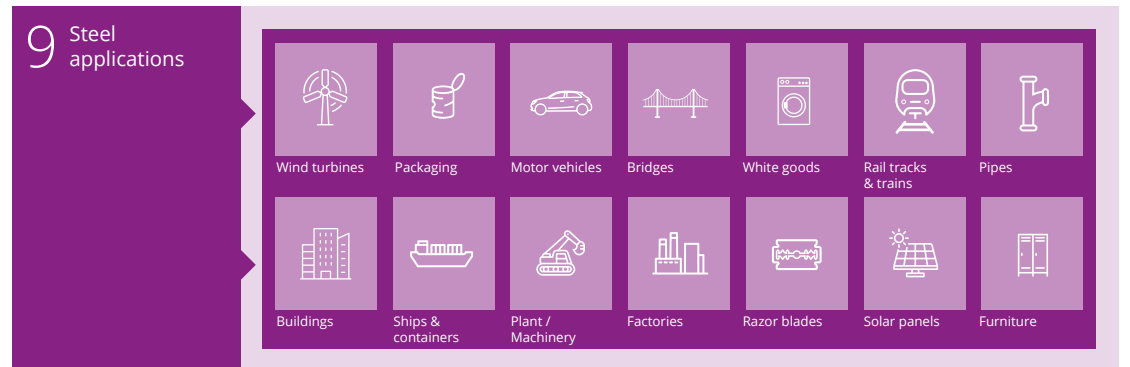 9
Steel
applications
Wind turbines
Packaging
Motor vehicles
Bridges
White goods
Rail tracks
& trains
Pipes
Buildings
Ships &
containers
Plant /
Machinery
Factories
Razor blades
Solar panels
Furniture